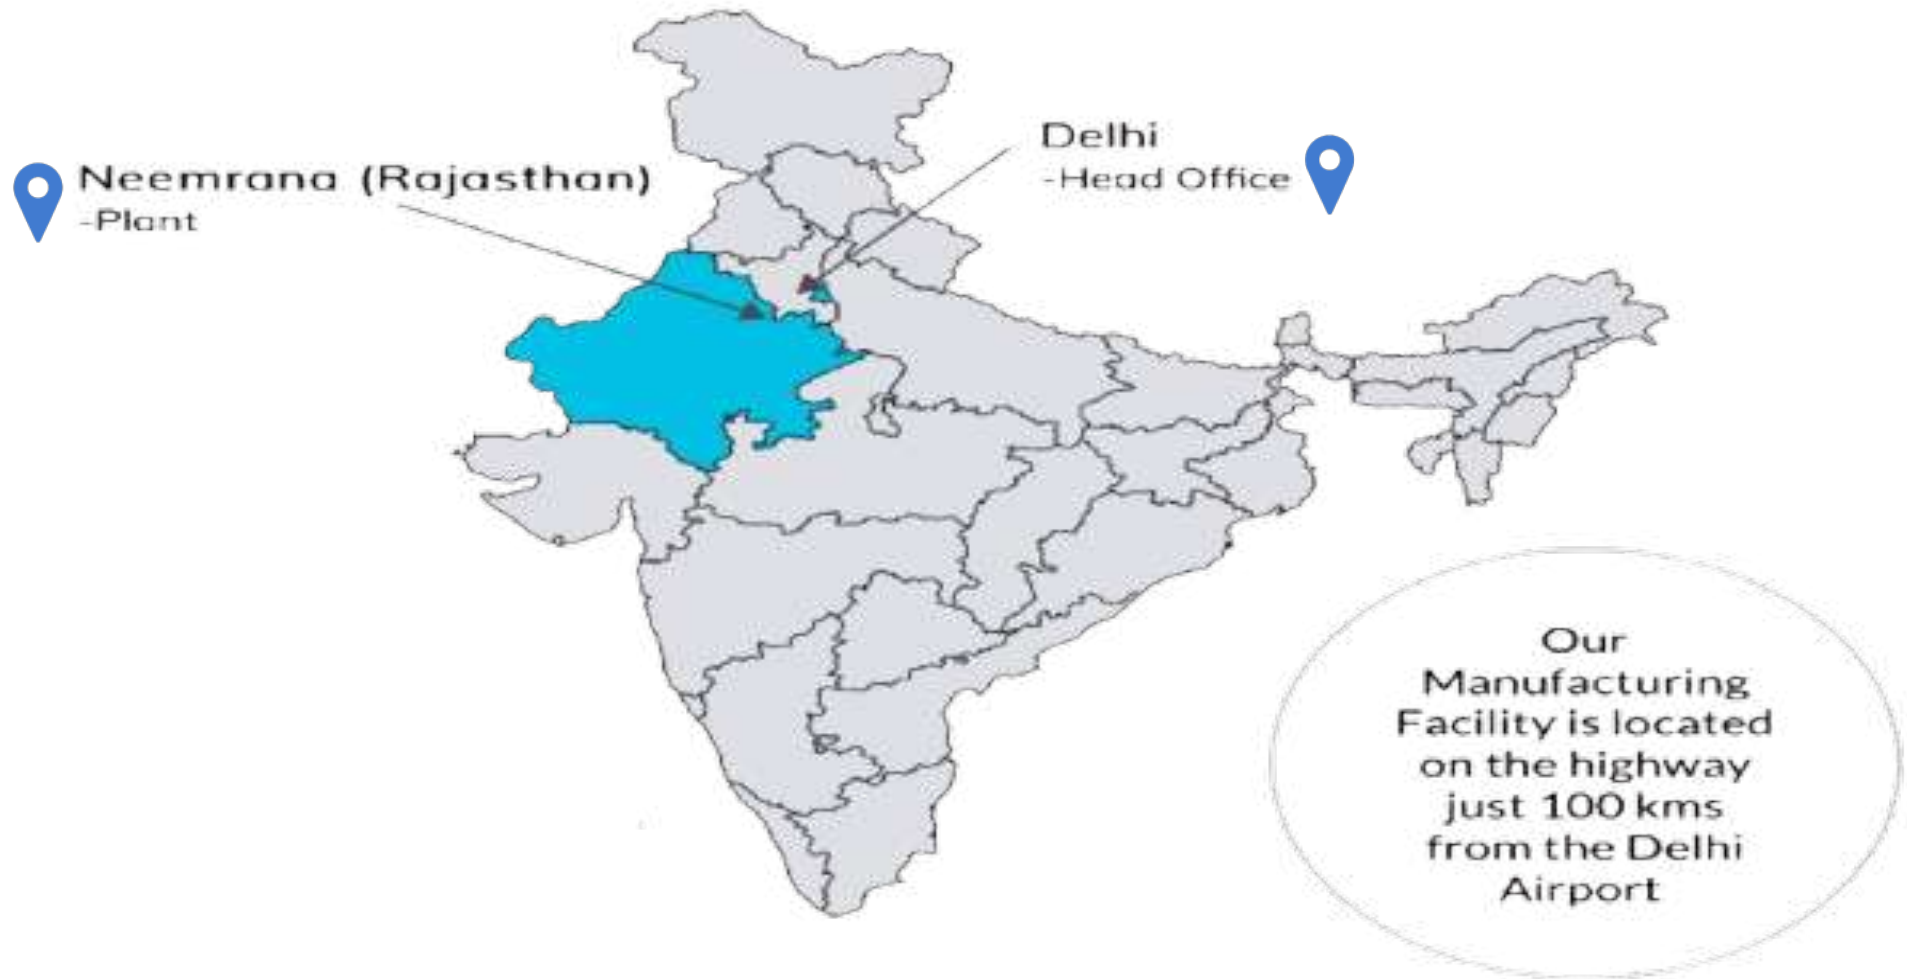 Neemrana (Rajasthan)
-Plant
Delhi
-Head Office
Our
Manufacturing
Facility is located
on the highway
just 100 kms
from the Delhi
Airport